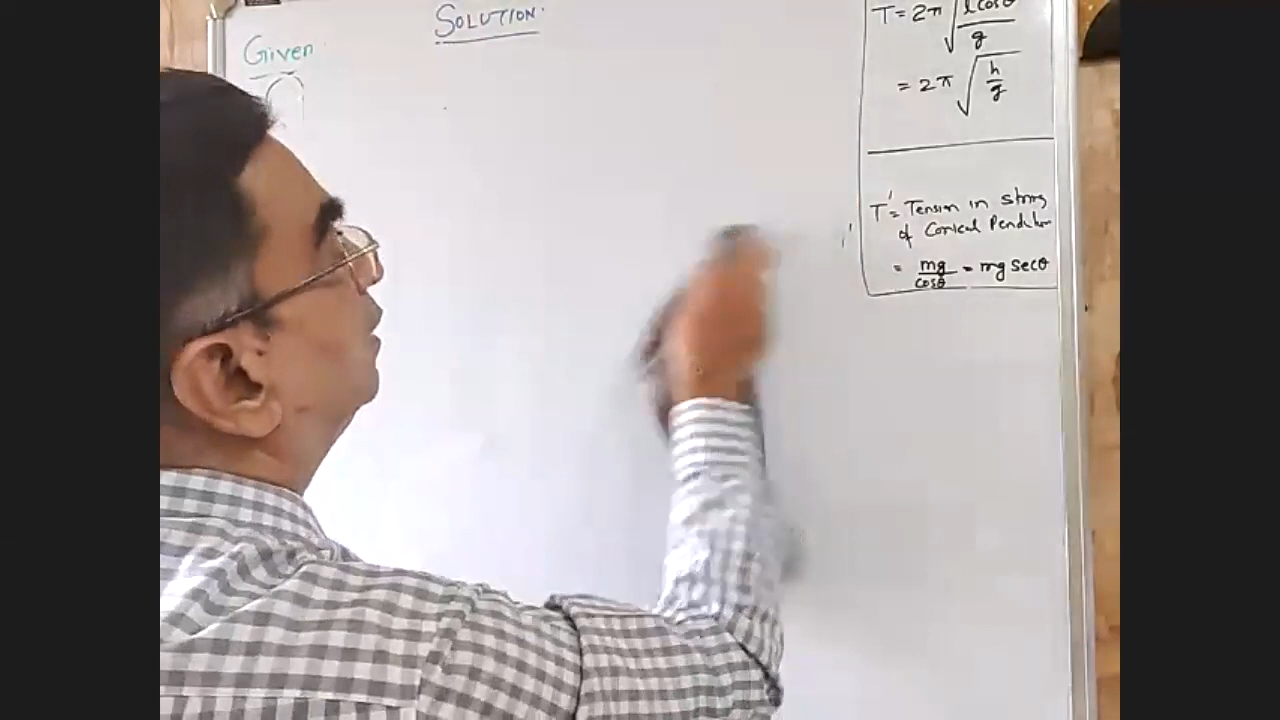 SOLUTION.
Given
T = 2π √(l cosθ / g)
= 2π √(h / g)
T' = Tension in string
of Conical Pendulum
= mg / cosθ = mg secθ